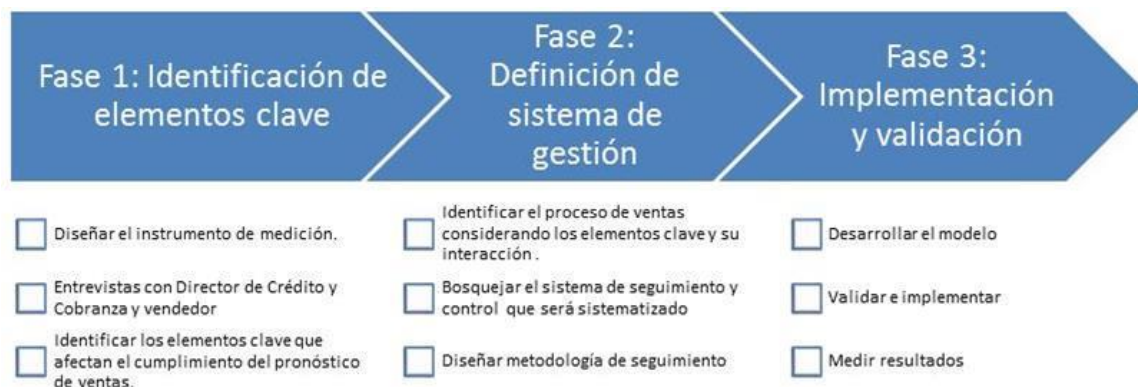 Fase 1: Identificación de
elementos clave
Fase 2:
Definición de
sistema de
gestión
Fase 3:
Implementación
y validación
Diseñar el instrumento de medición.
Entrevistas con Director de Crédito y
Cobranza y vendedor
Identificar los elementos clave que
afectan el cumplimiento del pronóstico
de ventas.
Identificar el proceso de ventas
considerando los elementos clave y su
interacción .
Bosquejar el sistema de seguimiento y
control que será sistematizado
Diseñar metodología de seguimiento
Desarrollar el modelo
Validar e implementar
Medir resultados